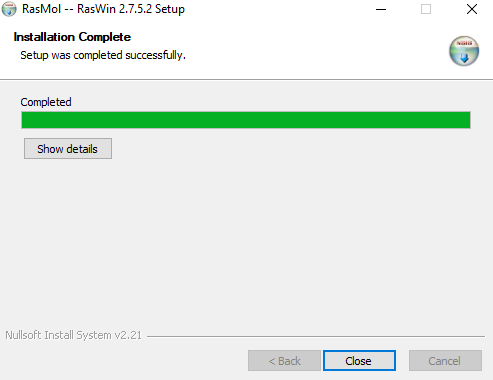 RasMol -- RasWin 2.7.5.2 Setup
Installation Complete
Setup was completed successfully.
Completed
Show details
Nullsoft Install System v2.21
< Back
Close
Cancel